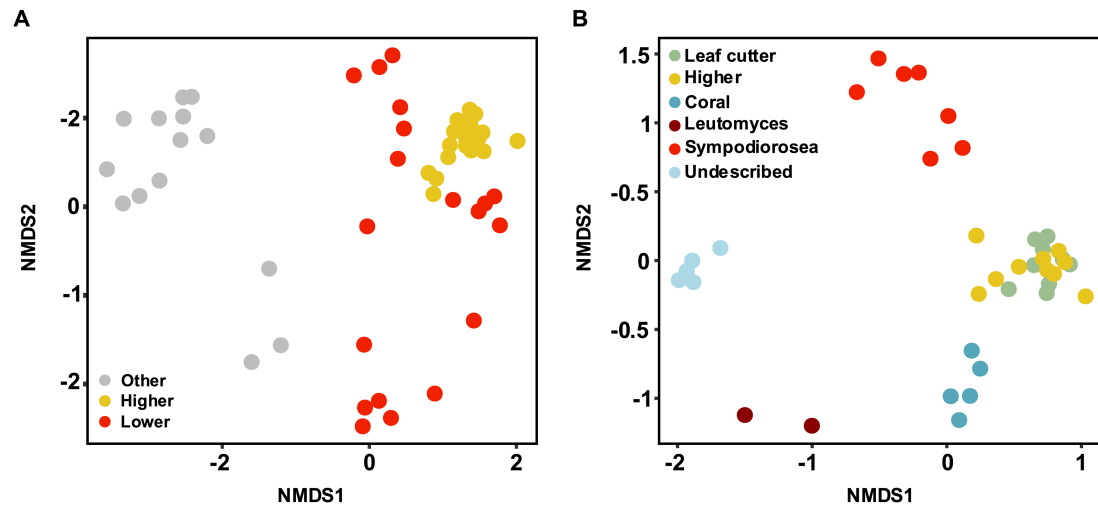 A
-2
0
-1
-2
NMDS2
Other
Higher
Lower
-2
0
2
NMDS1
B
1.5
1
-0.5
0
-0.5
-1
NMDS2
Leaf cutter
Higher
Coral
Leutomyces
Sympodiorosea
Undescribed
-2
-1
0
1
NMDS1